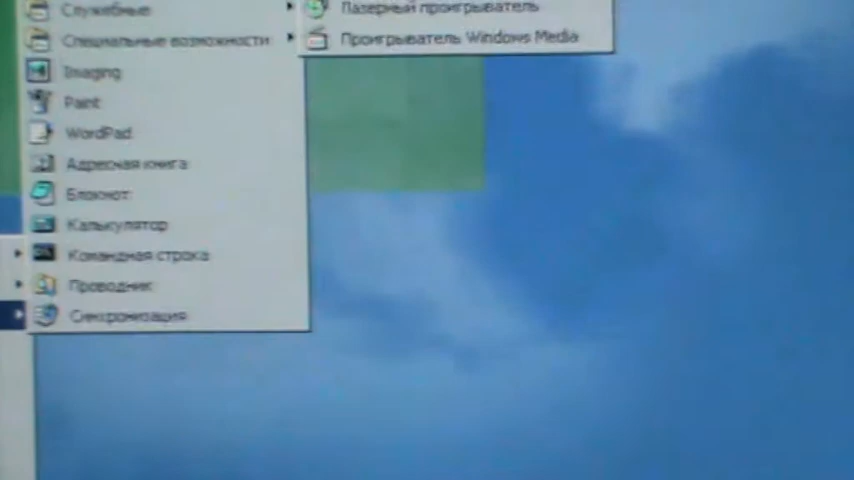 Служебные
Специальные возможности
Imaging
Paint
WordPad
Адресная книга
Блокнот
Калькулятор
Командная строка
Проводник
Синхронизация
Лазерный проигрыватель
Проигрыватель Windows Media